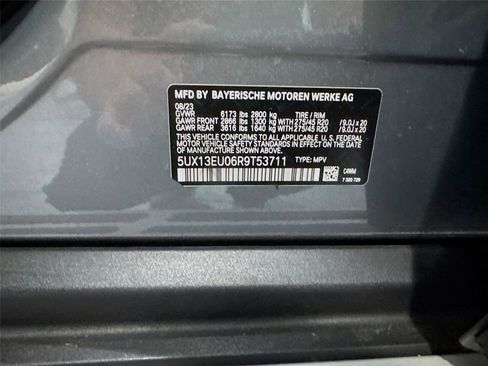 MFD BY BAYERISCHE MOTOREN WERKE AG
08/23
GVWR 6173 lbs 2800 kg TIRE / RIM
GAWR FRONT 2866 lbs 1300 kg WITH 275/45 R20 / 9.0J x 20
GAWR REAR 3616 lbs 1640 kg WITH 275/45 R20 / 9.0J x 20
THIS VEHICLE CONFORMS TO ALL APPLICABLE U. S. FEDERAL
MOTOR VEHICLE SAFETY STANDARDS IN EFFECT ON THE
DATE OF MANUFACTURE SHOWN ABOVE.
5UX13EU06R9T53711 TYPE: MPV
C4WM